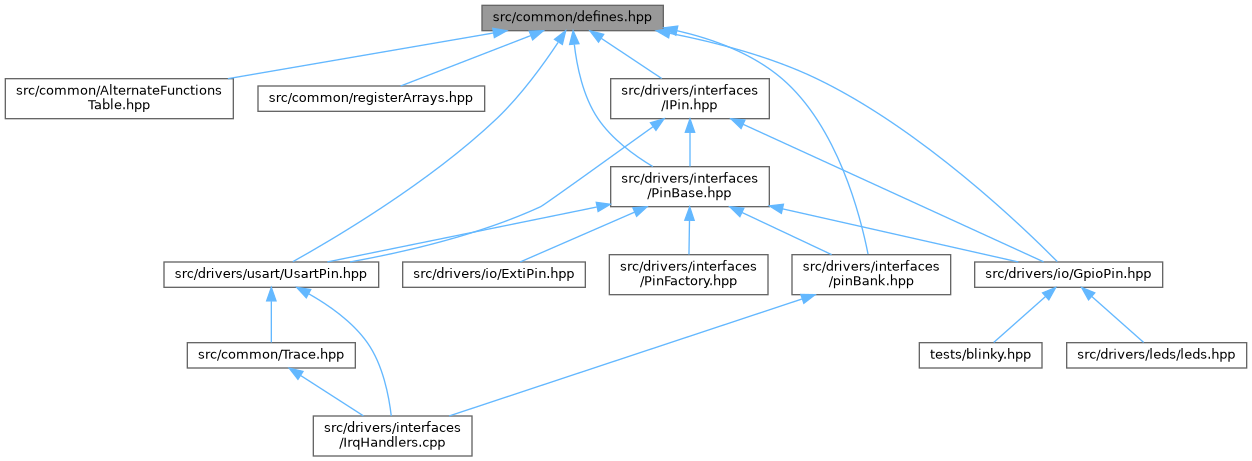 src/common/defines.hpp
src/common/AlternateFunctions
Table.hpp
src/common/registerArrays.hpp
src/drivers/interfaces
/IPin.hpp
src/drivers/interfaces
/PinBase.hpp
src/drivers/usart/UsartPin.hpp
src/drivers/io/ExtiPin.hpp
src/drivers/interfaces
/PinFactory.hpp
src/drivers/interfaces
/pinBank.hpp
src/drivers/io/GpioPin.hpp
src/common/Trace.hpp
tests/blinky.hpp
src/drivers/leds/leds.hpp
src/drivers/interfaces
/IrqHandlers.cpp